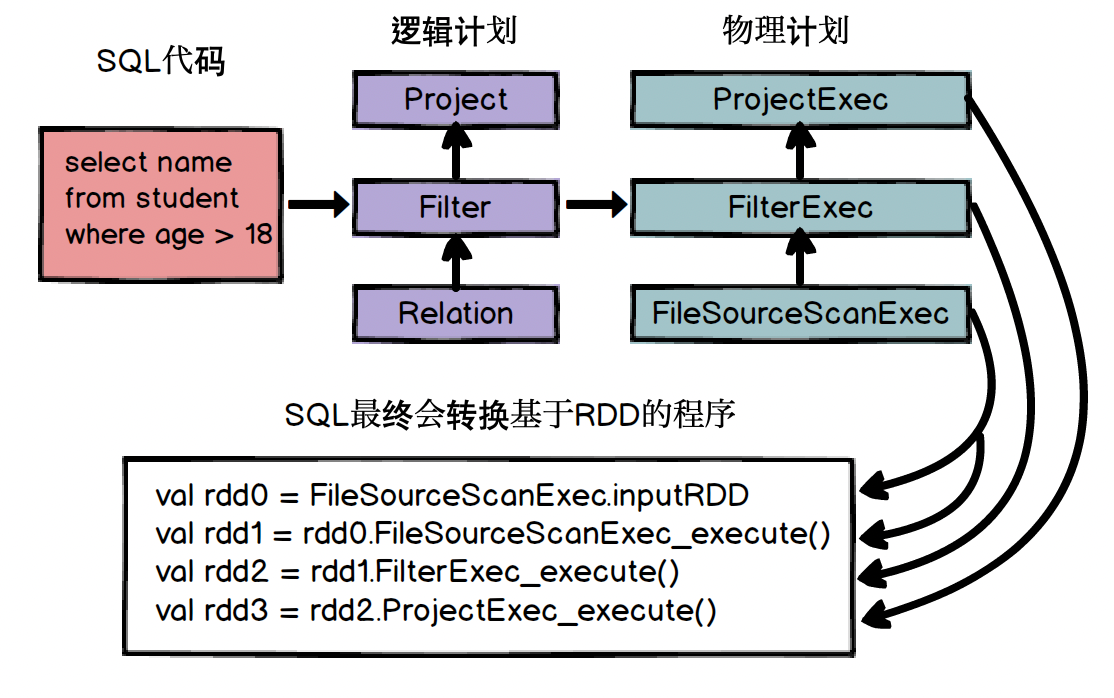 SQL代码
逻辑计划
物理计划
select name
from student
where age > 18
Project
Filter
Relation
ProjectExec
FilterExec
FileSourceScanExec
SQL最终会转换基于RDD的程序
val rdd0 = FileSourceScanExec.inputRDD
val rdd1 = rdd0.FileSourceScanExec_execute()
val rdd2 = rdd1.FilterExec_execute()
val rdd3 = rdd2.ProjectExec_execute()